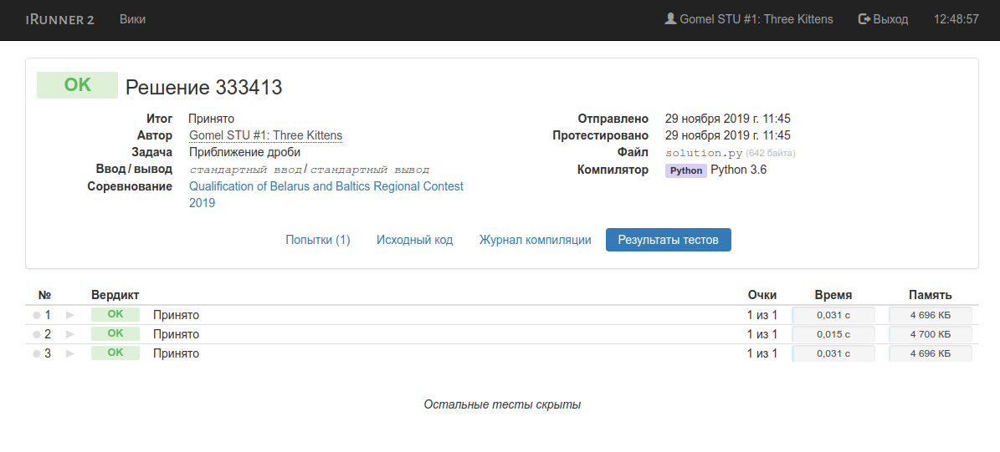 iRunner 2 Вики Gomel STU #1: Three Kittens Выход 12:48:57
OK Решение 333413
Итог Принято
Автор Gomel STU #1: Three Kittens
Задача Приближение дроби
Ввод / вывод стандартный ввод / стандартный вывод
Соревнование Qualification of Belarus and Baltics Regional Contest
2019
Отправлено 29 ноября 2019 г. 11:45
Протестировано 29 ноября 2019 г. 11:45
Файл solution.py (642 байта)
Компилятор Python Python 3.6
Попытки (1) Исходный код Журнал компиляции Результаты тестов
№ Вердикт Очки Время Память
1 OK Принято 1 из 1 0,031 с 4 696 КБ
2 OK Принято 1 из 1 0,015 с 4 700 КБ
3 OK Принято 1 из 1 0,031 с 4 696 КБ
Остальные тесты скрыты